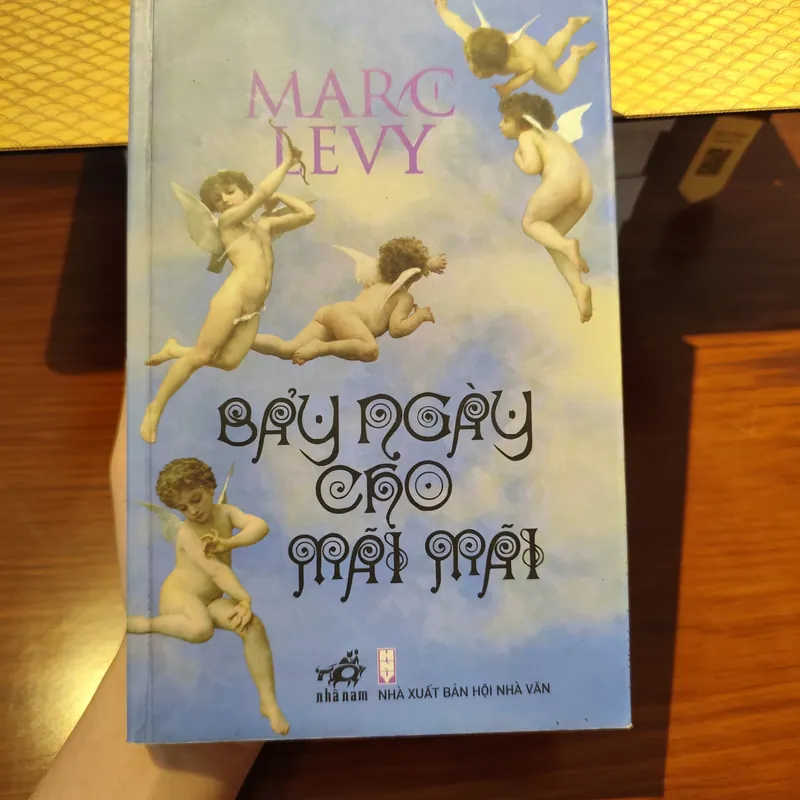 MARC
LEVY
BẢY NGÀY
CHO
MÃI MÃI
nhã nam
NHÀ XUẤT BẢN HỘI NHÀ VĂN